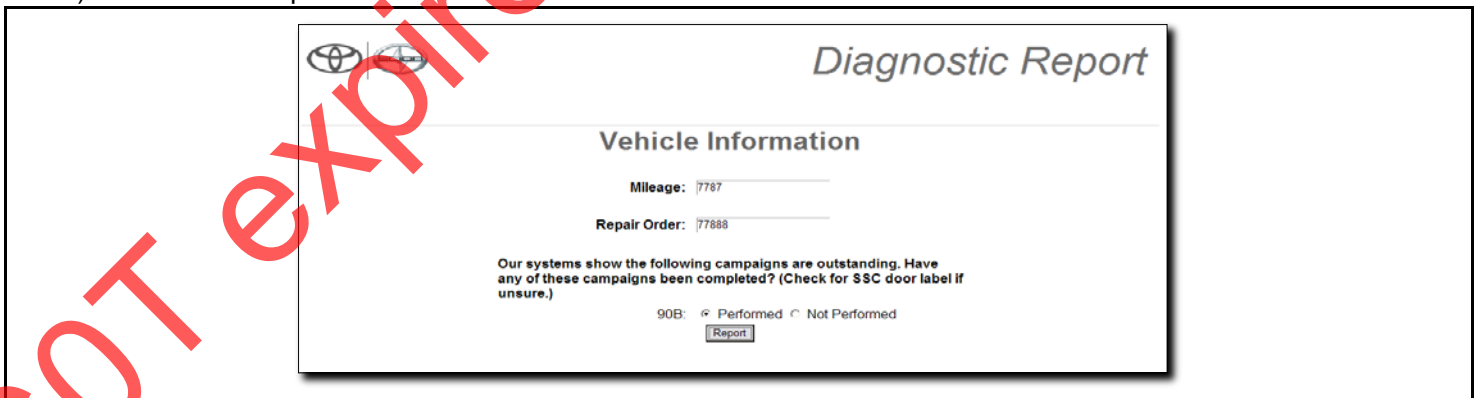 Diagnostic Report
Vehicle Information
Mileage: 7787
Repair Order: 77888
Our systems show the following campaigns are outstanding. Have
any of these campaigns been completed? (Check for SSC door label if
unsure.)
90B: Performed Not Performed
Report